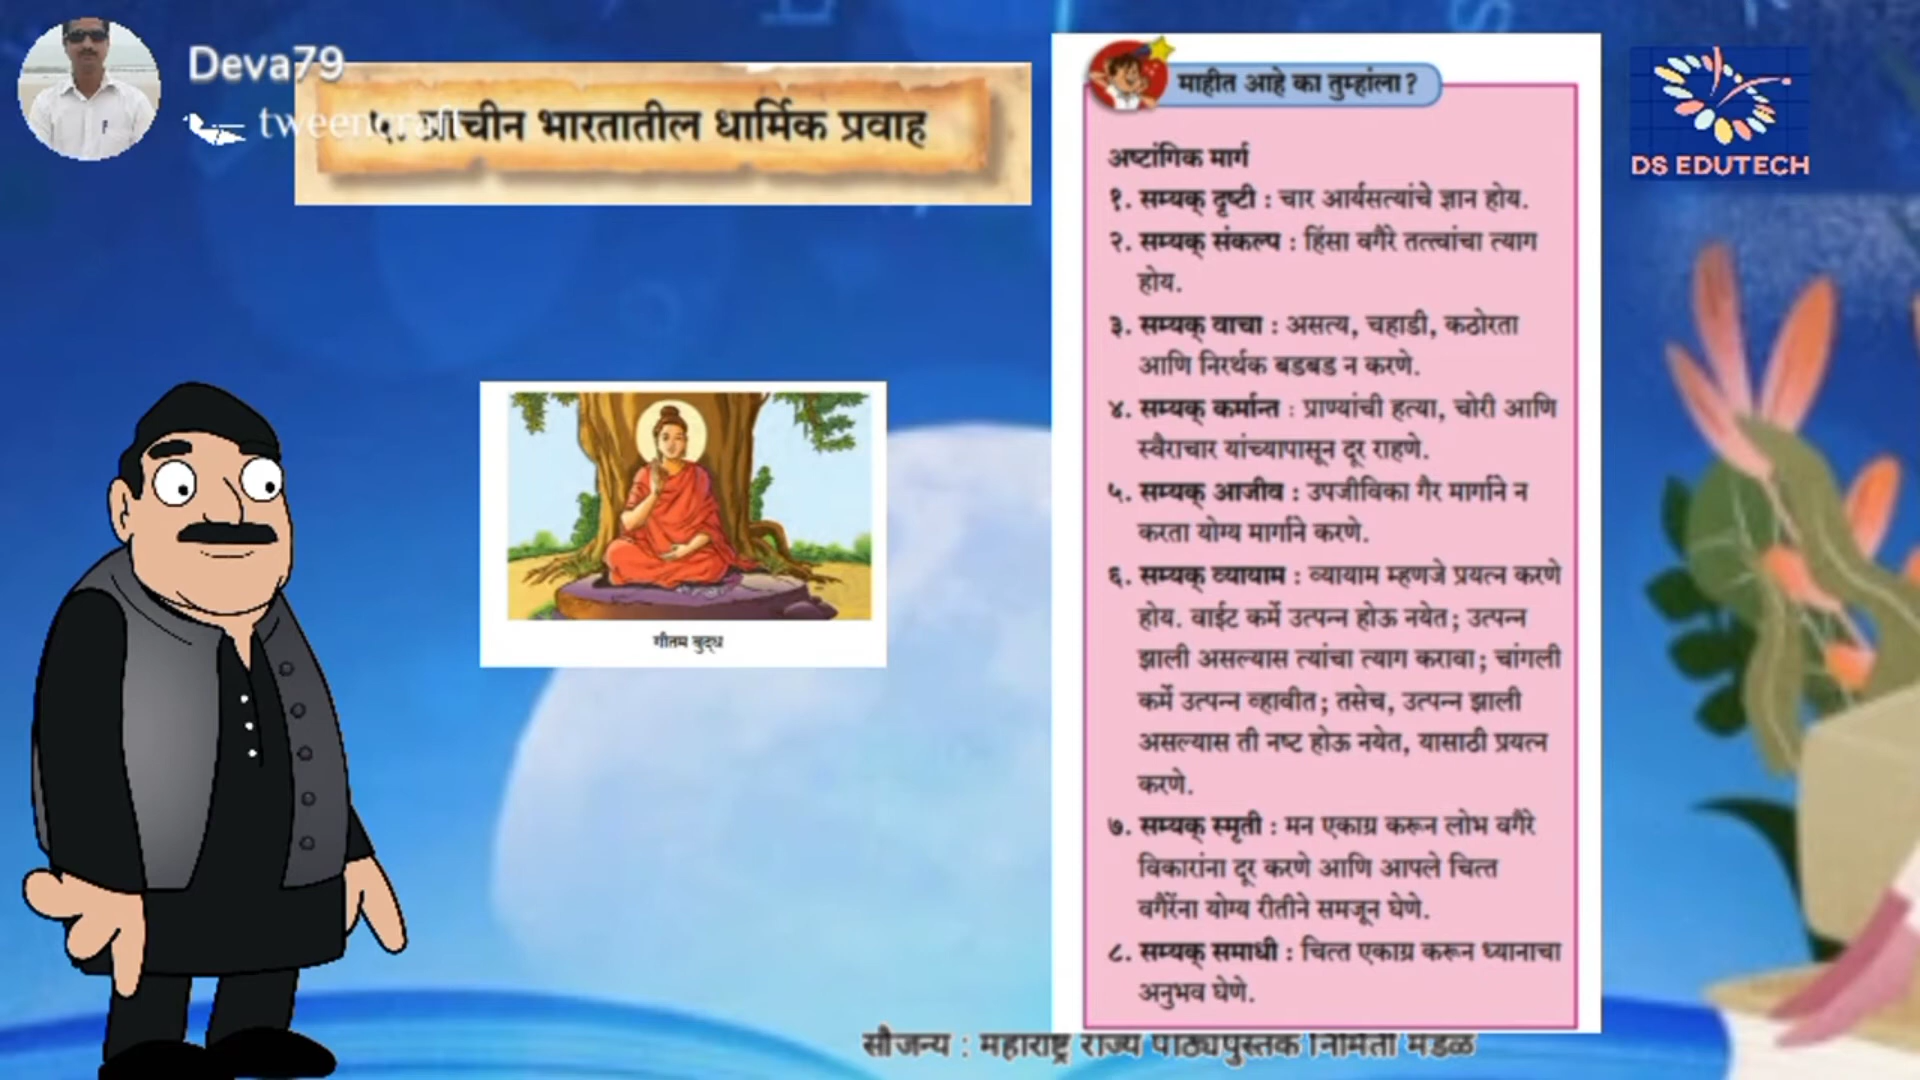 Deva79
tweencraft
५. प्राचीन भारतातील धार्मिक प्रवाह
माहीत आहे का तुम्हांला ?
DS EDUTECH
अष्टांगिक मार्ग
१. सम्यक् दृष्टी : चार आर्यसत्यांचे ज्ञान होय.
२. सम्यक् संकल्प : हिंसा वगैरे तत्त्वांचा त्याग
होय.
३. सम्यक् वाचा : असत्य, चहाडी, कठोरता
आणि निरर्थक बडबड न करणे.
४. सम्यक् कर्मान्त : प्राण्यांची हत्या, चोरी आणि
स्वैराचार यांच्यापासून दूर राहणे.
५. सम्यक् आजीव : उपजीविका गैर मार्गाने न
करता योग्य मार्गाने करणे.
६. सम्यक् व्यायाम : व्यायाम म्हणजे प्रयत्न करणे
होय. वाईट कर्मे उत्पन्न होऊ नयेत; उत्पन्न
झाली असल्यास त्यांचा त्याग करावा; चांगली
कर्मे उत्पन्न व्हावीत; तसेच, उत्पन्न झाली
असल्यास ती नष्ट होऊ नयेत, यासाठी प्रयत्न
करणे.
७. सम्यक् स्मृती : मन एकाग्र करून लोभ वगैरे
विकारांना दूर करणे आणि आपले चित्त
वगैरेंना योग्य रीतीने समजून घेणे.
८. सम्यक् समाधी : चित्त एकाग्र करून ध्यानाचा
अनुभव घेणे.
गौतम बुद्ध
सौजन्य : महाराष्ट्र राज्य पाठ्यपुस्तक निर्मिती मंडळ